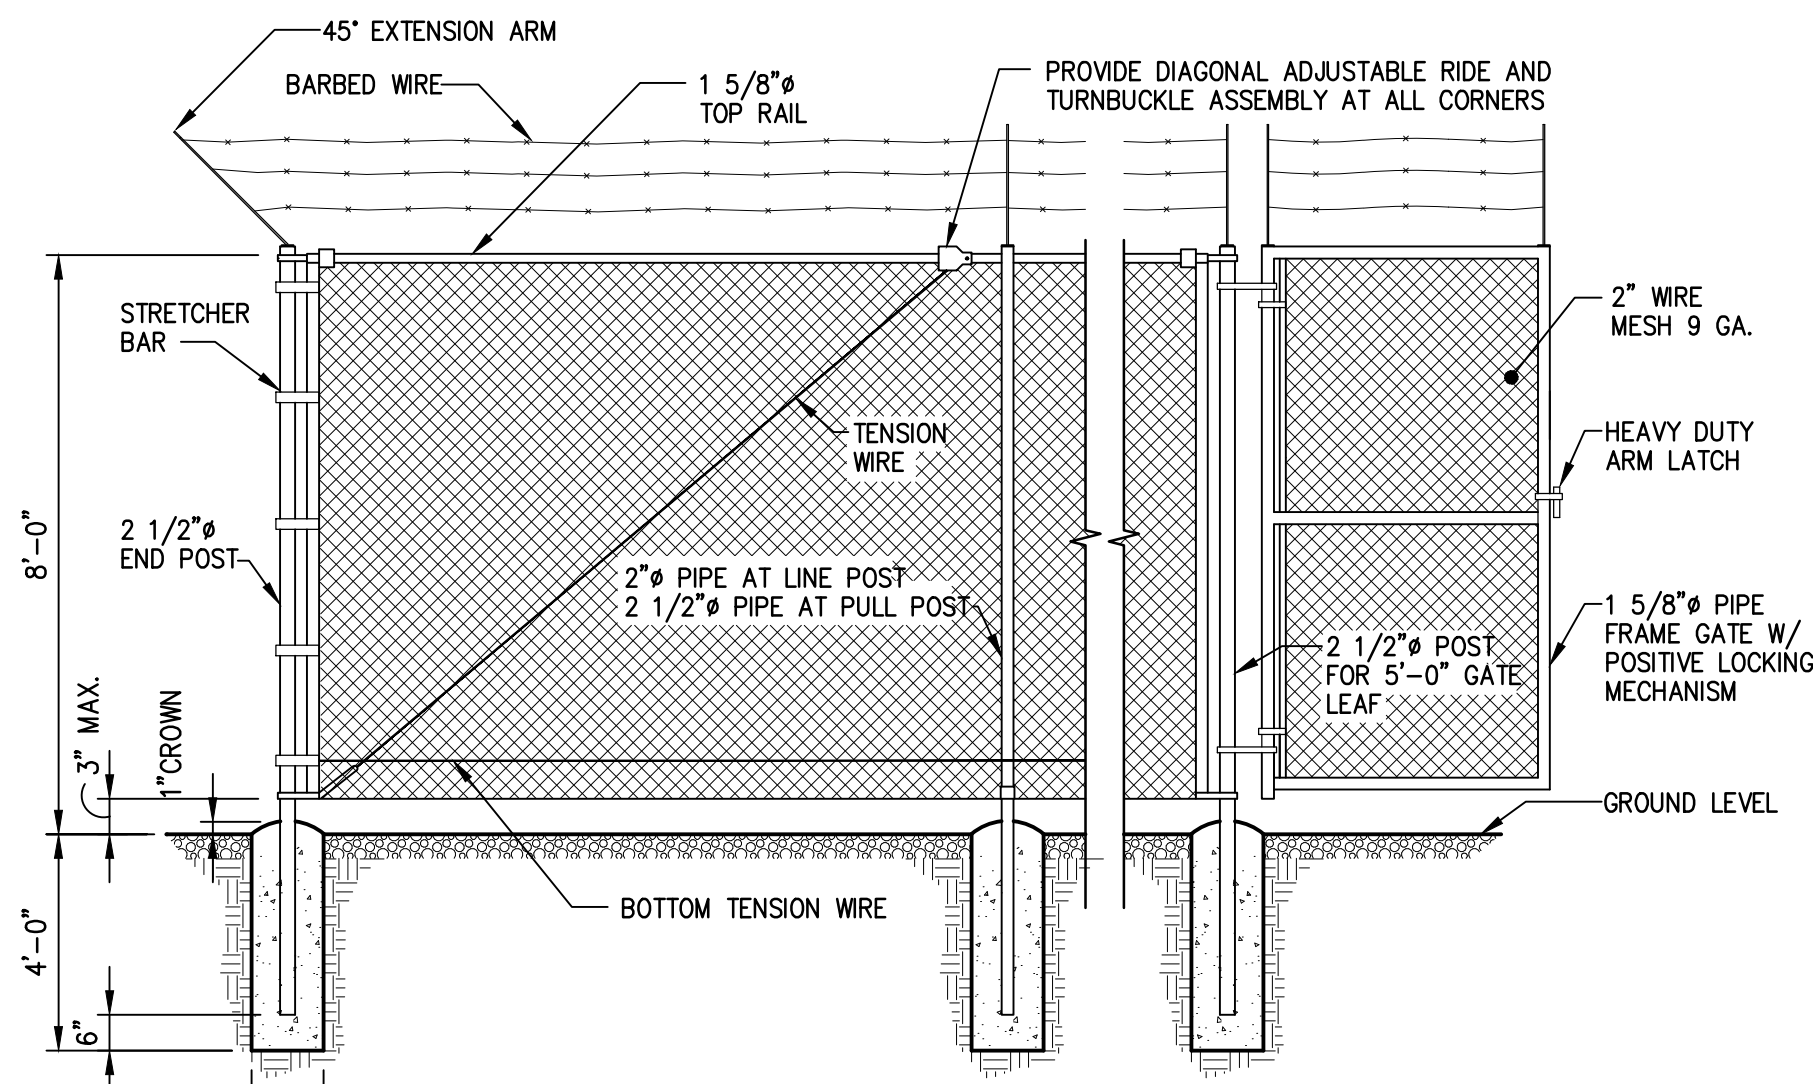 45° EXTENSION ARM
BARBED WIRE
1 5/8"ø
TOP RAIL
PROVIDE DIAGONAL ADJUSTABLE RIDE AND
TURNBUCKLE ASSEMBLY AT ALL CORNERS
STRETCHER
BAR
2" WIRE
MESH 9 GA.
TENSION
WIRE
HEAVY DUTY
ARM LATCH
8'-0"
2 1/2"ø
END POST
2"ø PIPE AT LINE POST
2 1/2"ø PIPE AT PULL POST
2 1/2"ø POST
FOR 5'-0" GATE
LEAF
1 5/8"ø PIPE
FRAME GATE W/
POSITIVE LOCKING
MECHANISM
3" MAX.
1"CROWN
GROUND LEVEL
BOTTOM TENSION WIRE
4'-0"
6"